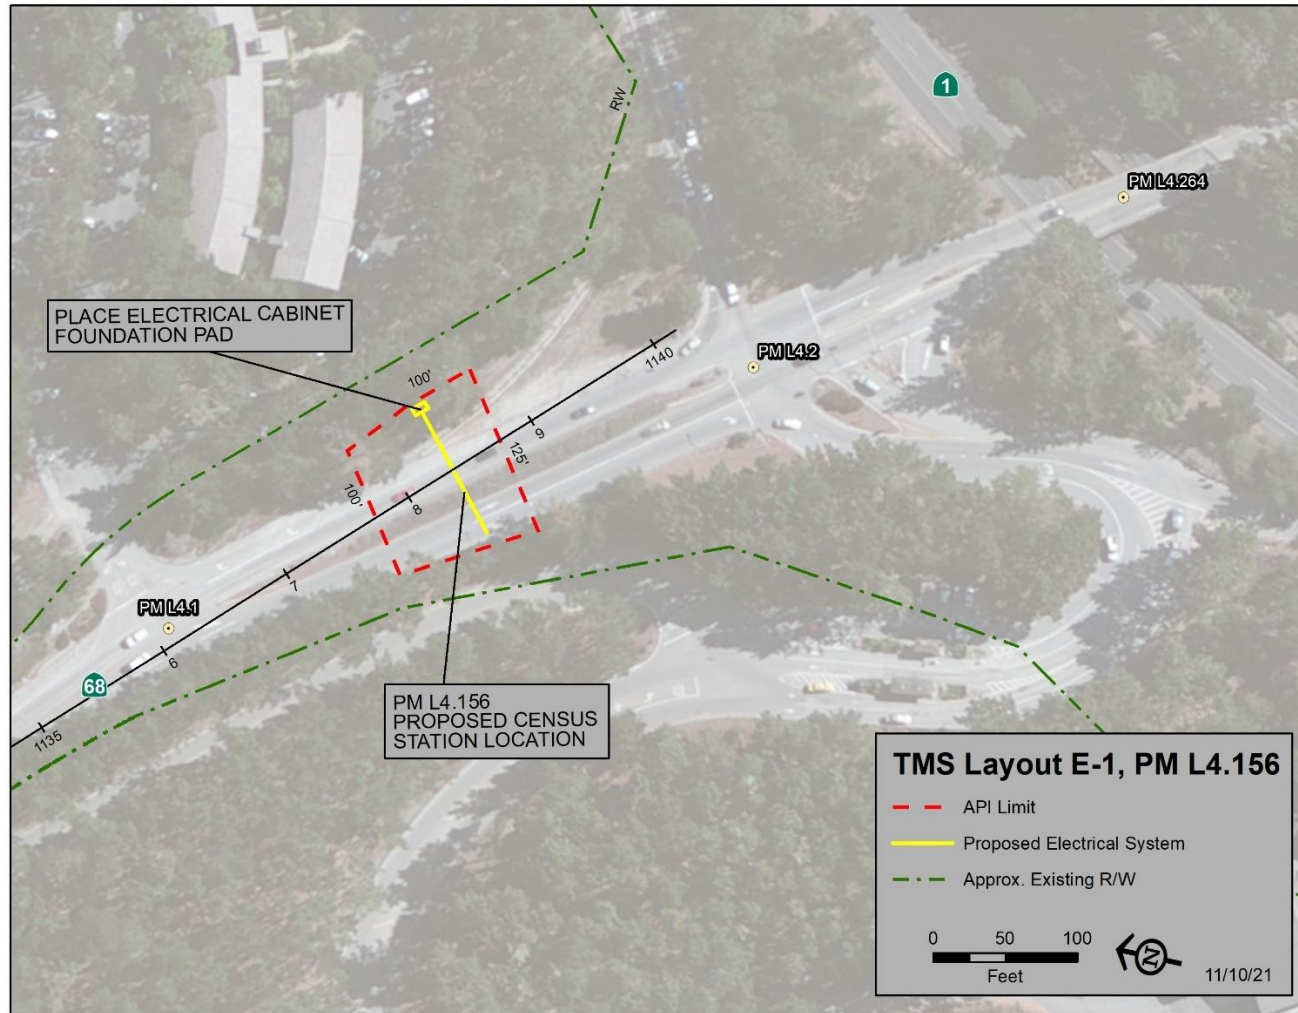 1
RW
PM L4.264
PLACE ELECTRICAL CABINET
FOUNDATION PAD
1140
PM L4.2
100'
9
125'
100'
8
7
PM L4.1
6
68
1135
PM L4.156
PROPOSED CENSUS
STATION LOCATION
TMS Layout E-1, PM L4.156
API Limit
Proposed Electrical System
Approx. Existing R/W
0 50 100
Feet
N
11/10/21